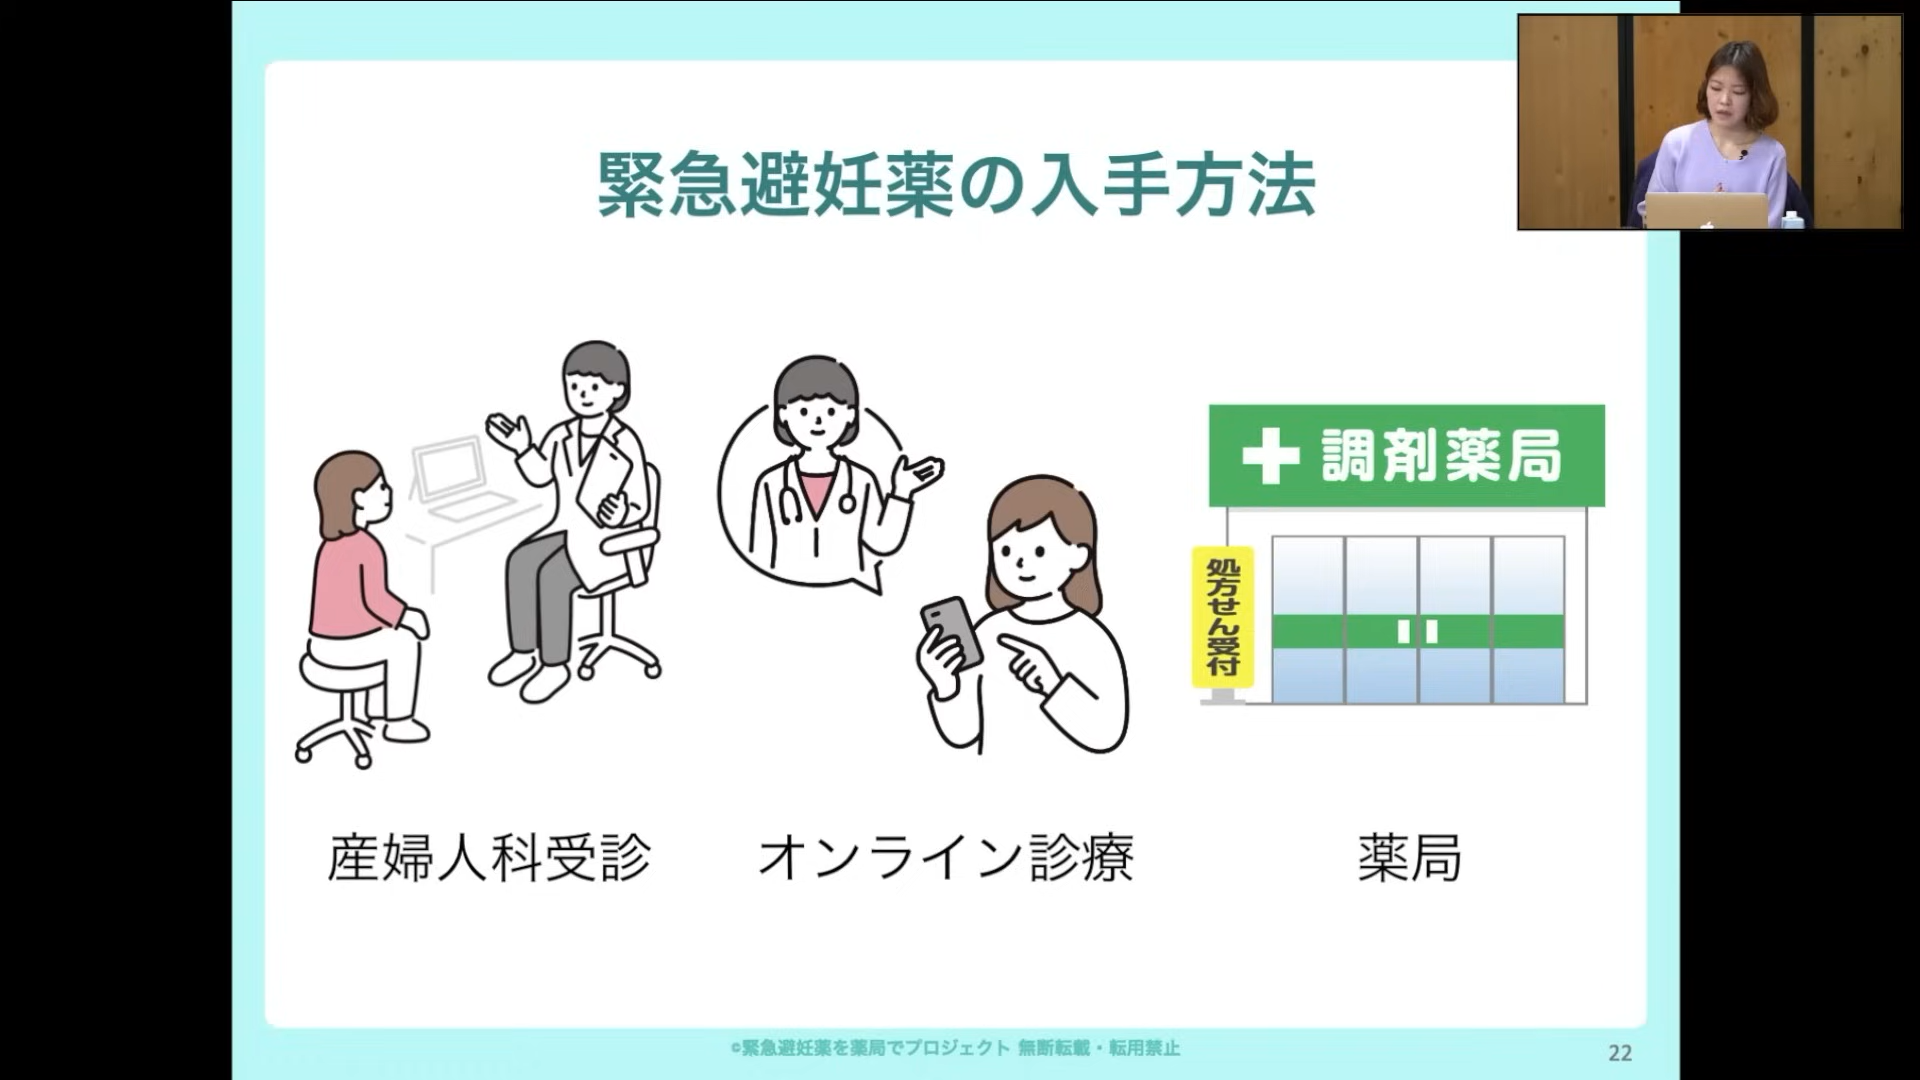 緊急避妊薬の入手方法
調剤薬局
処方せん受付
産婦人科受診
オンライン診療
薬局
©緊急避妊薬を薬局でプロジェクト 無断転載・転用禁止
22